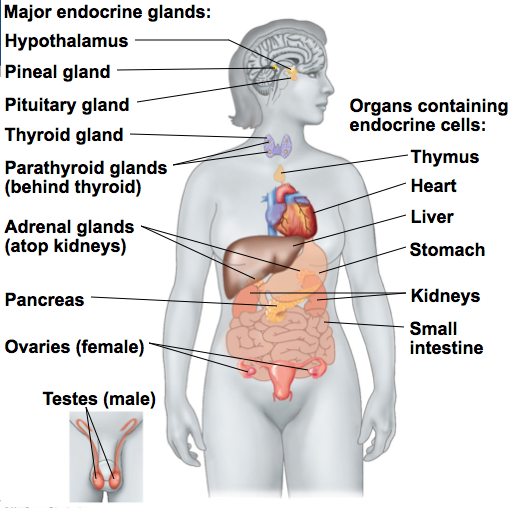 Major endocrine glands:
Hypothalamus
Pineal gland
Pituitary gland
Thyroid gland
Parathyroid glands
(behind thyroid)
Adrenal glands
(atop kidneys)
Pancreas
Ovaries (female)
Testes (male)
Organs containing
endocrine cells:
Thymus
Heart
Liver
Stomach
Kidneys
Small
intestine